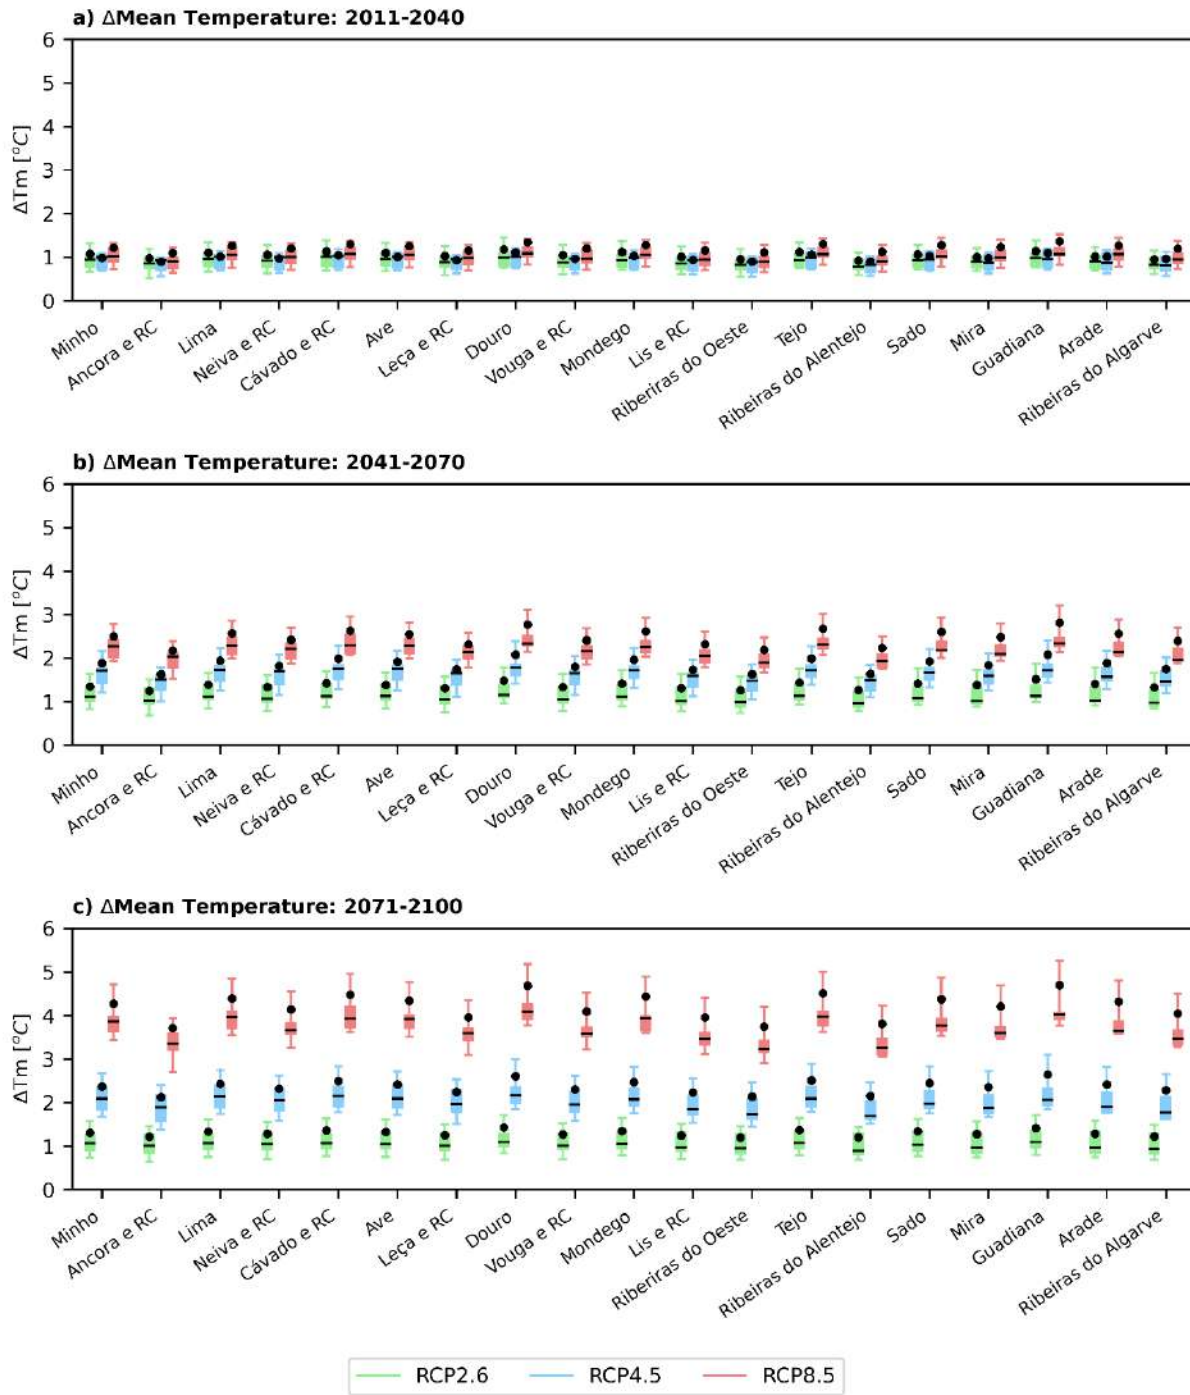 a) ΔMean Temperature: 2011-2040
6
5
4
3
2
1
0
ΔTm [°C]
Minho
Ancora e RC
Lima
Neiva e RC
Cávado e RC
Ave
Leça e RC
Douro
Vouga e RC
Mondego
Lis e RC
Riberiras do Oeste
Tejo
Ribeiras do Alentejo
Sado
Mira
Guadiana
Arade
Ribeiras do Algarve
b) ΔMean Temperature: 2041-2070
6
5
4
3
2
1
0
ΔTm [°C]
Minho
Ancora e RC
Lima
Neiva e RC
Cávado e RC
Ave
Leça e RC
Douro
Vouga e RC
Mondego
Lis e RC
Riberiras do Oeste
Tejo
Ribeiras do Alentejo
Sado
Mira
Guadiana
Arade
Ribeiras do Algarve
c) ΔMean Temperature: 2071-2100
6
5
4
3
2
1
0
ΔTm [°C]
Minho
Ancora e RC
Lima
Neiva e RC
Cávado e RC
Ave
Leça e RC
Douro
Vouga e RC
Mondego
Lis e RC
Riberiras do Oeste
Tejo
Ribeiras do Alentejo
Sado
Mira
Guadiana
Arade
Ribeiras do Algarve
RCP2.6 RCP4.5 RCP8.5